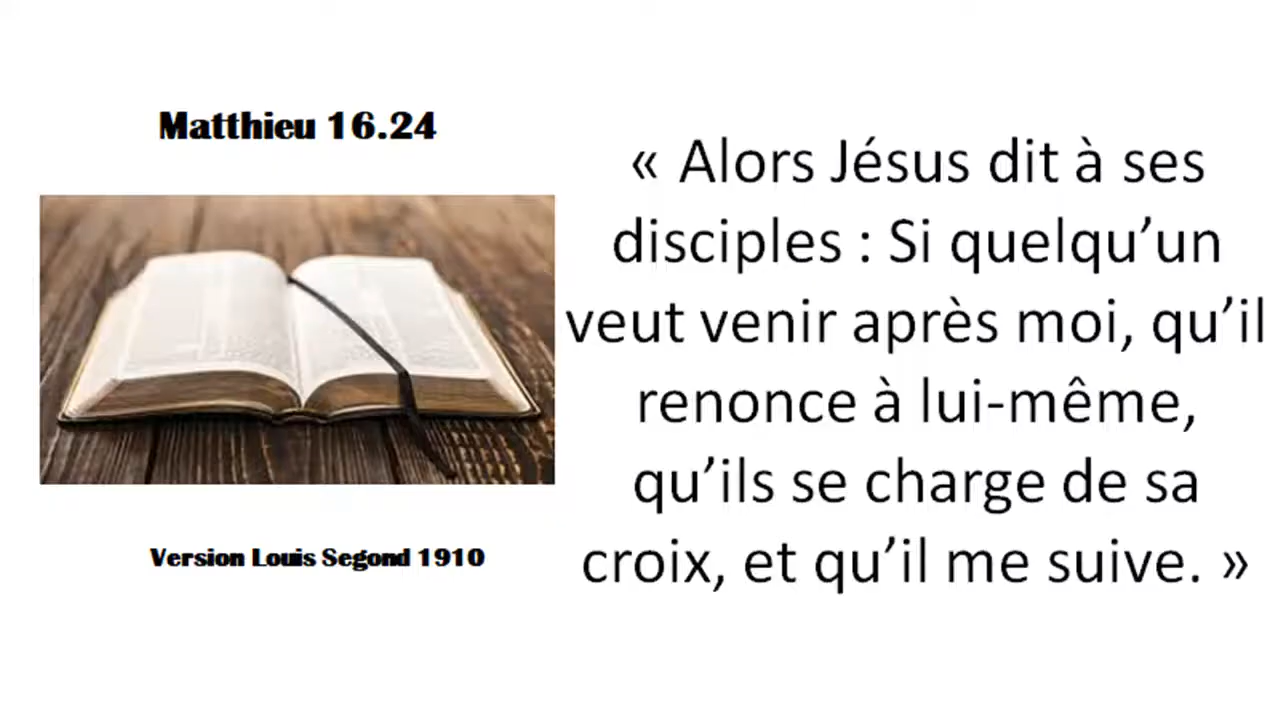 Matthieu 16.24
Version Louis Segond 1910
« Alors Jésus dit à ses
disciples : Si quelqu’un
veut venir après moi, qu’il
renonce à lui-même,
qu’ils se charge de sa
croix, et qu’il me suive. »